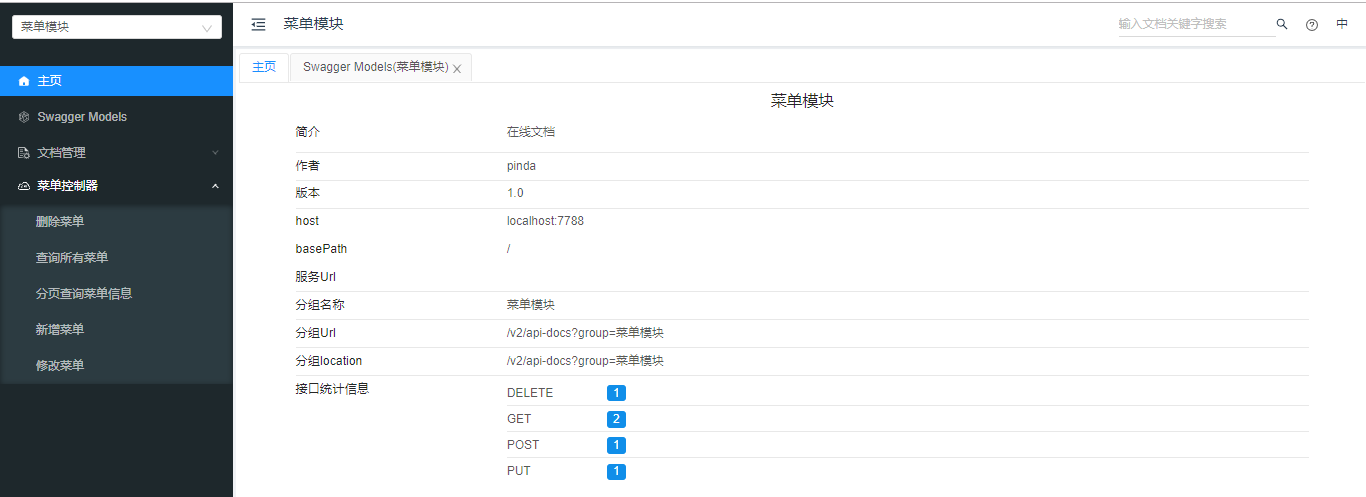 菜单模块
主页
Swagger Models
文档管理
菜单控制器
删除菜单
查询所有菜单
分页查询菜单信息
新增菜单
修改菜单
菜单模块
输入文档关键字搜索
中
主页
Swagger Models(菜单模块)
菜单模块
简介 在线文档
作者 pinda
版本 1.0
host localhost:7788
basePath /
服务Url
分组名称 菜单模块
分组Url /v2/api-docs?group=菜单模块
分组location /v2/api-docs?group=菜单模块
接口统计信息
DELETE 1
GET 2
POST 1
PUT 1